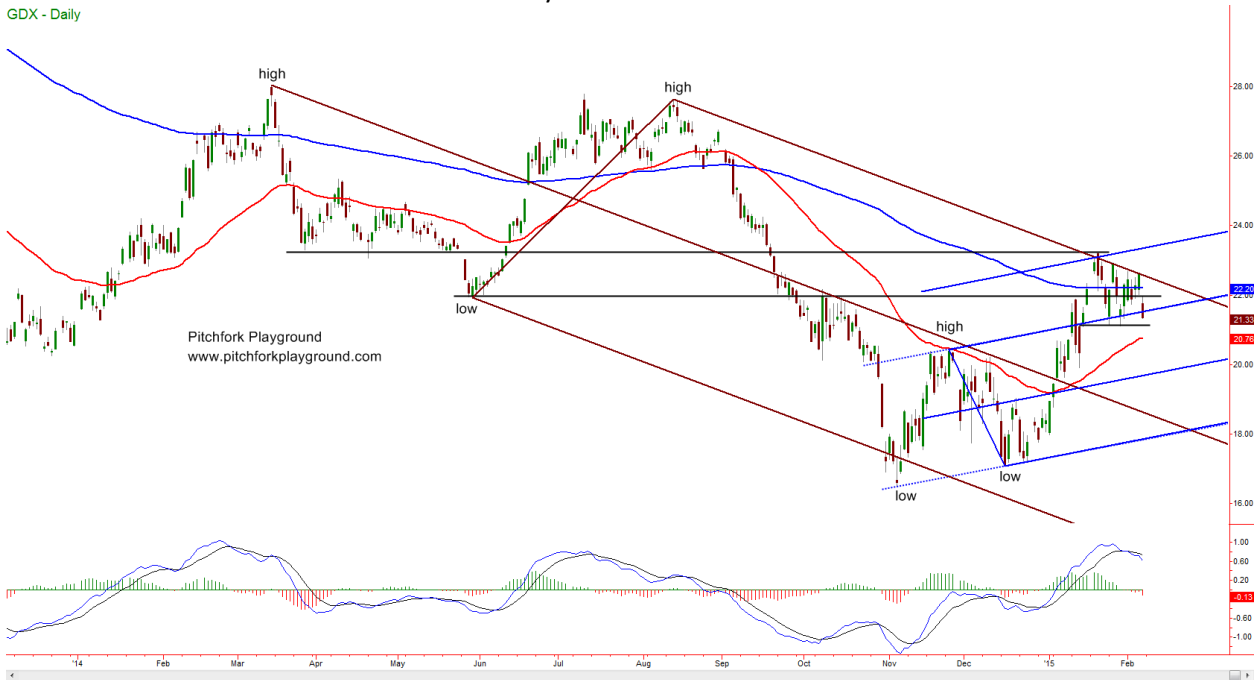 GDX - Daily
high
high
28.00
26.00
24.00
22.20
22.00
21.33
20.76
20.00
18.00
16.00
low
high
low
low
Pitchfork Playground
www.pitchforkplayground.com
1.00
0.60
0.20
-0.13
-0.60
-1.00
'14 Feb Mar Apr May Jun Jul Aug Sep Oct Nov Dec '15 Feb